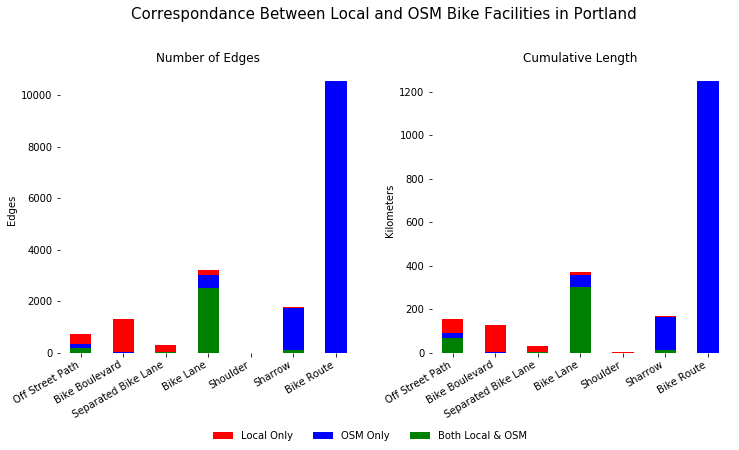 Correspondance Between Local and OSM Bike Facilities in Portland
Number of Edges
Edges
10000
8000
6000
4000
2000
0
Off Street Path
Bike Boulevard
Separated Bike Lane
Bike Lane
Shoulder
Sharrow
Bike Route
Cumulative Length
Kilometers
1200
1000
800
600
400
200
0
Off Street Path
Bike Boulevard
Separated Bike Lane
Bike Lane
Shoulder
Sharrow
Bike Route
Local Only OSM Only Both Local & OSM